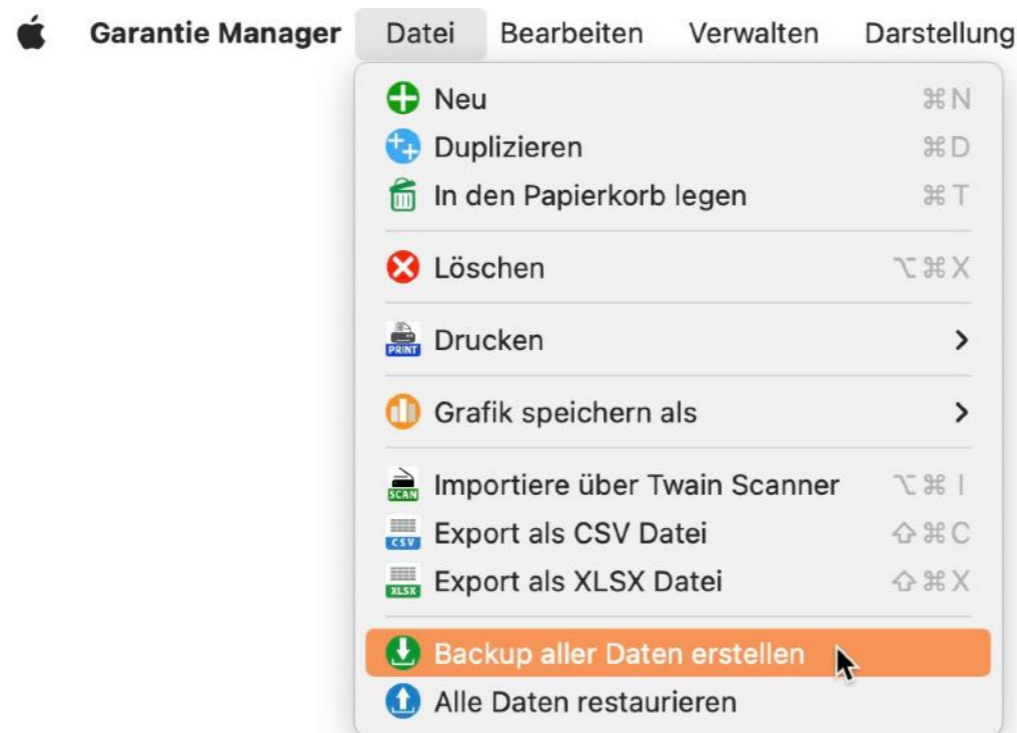 Garantie Manager Datei Bearbeiten Verwalten Darstellung
Neu ⌘N
Duplizieren ⌘D
In den Papierkorb legen ⌘T
Löschen ⌥⌘X
PRINT Drucken
Grafik speichern als
SCAN Importiere über Twain Scanner ⌥⌘I
CSV Export als CSV Datei ⇧⌘C
XLSX Export als XLSX Datei ⇧⌘X
Backup aller Daten erstellen
Alle Daten restaurieren